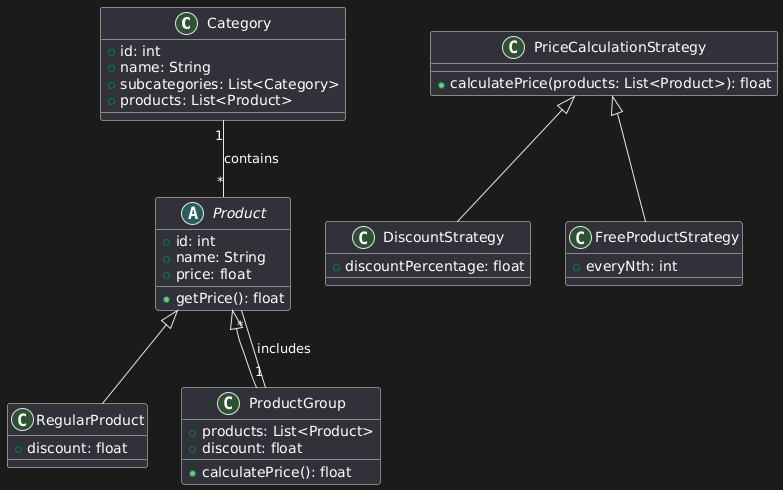 C Category
id: int
name: String
subcategories: List<Category>
products: List<Product>
1
contains
*
A Product
id: int
name: String
price: float
getPrice(): float
*
includes
1
C RegularProduct
discount: float
C ProductGroup
products: List<Product>
discount: float
calculatePrice(): float
C PriceCalculationStrategy
calculatePrice(products: List<Product>): float
C DiscountStrategy
discountPercentage: float
C FreeProductStrategy
everyNth: int